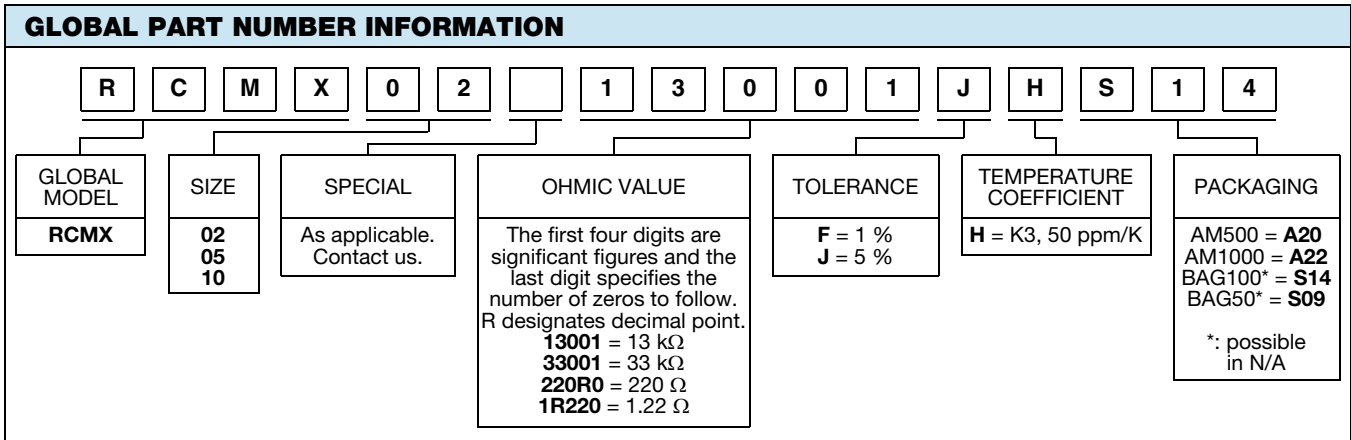 GLOBAL PART NUMBER INFORMATION
R C M X 0 2 1 3 0 0 1 J H S 1 4
GLOBAL
MODEL
RCMX
SIZE
02
05
10
SPECIAL
As applicable.
Contact us.
OHMIC VALUE
The first four digits are
significant figures and the
last digit specifies the
number of zeros to follow.
R designates decimal point.
13001 = 13 kΩ
33001 = 33 kΩ
220R0 = 220 Ω
1R220 = 1.22 Ω
TOLERANCE
F = 1 %
J = 5 %
TEMPERATURE
COEFFICIENT
H = K3, 50 ppm/K
PACKAGING
AM500 = A20
AM1000 = A22
BAG100* = S14
BAG50* = S09
*: possible
in N/A